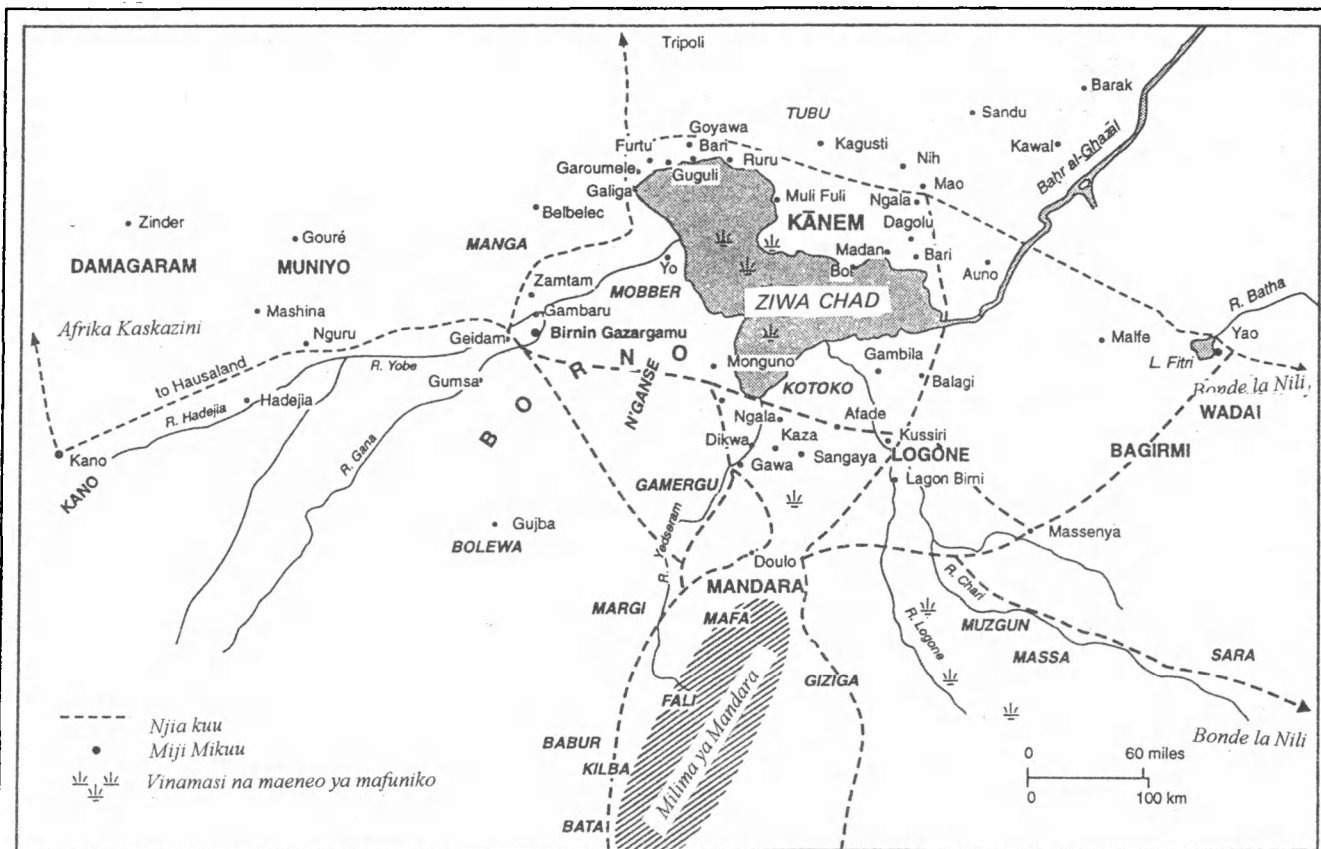 Tripoli
Barak
Sandu
TUBU
Goyawa
Kagusti
Kawal
Furtu
Bari
Ruru
Nih
Bahr al-Ghazāl
Garoumele
Guguli
Mao
Galiga
Muli Fuli
Ngala
Belbelec
KĀNEM
Dagolu
Zinder
Gouré
MANGA
Madan
Bari
DAMAGARAM
MUNIYO
Yo
Bol
Auno
Zamtam
MOBBER
ZIWA CHAD
R. Batha
Mashina
Gambaru
Afrika Kaskazini
Nguru
Geidam
Birnin Gazargamu
Malfe
Yao
to Hausaland
R. Yobe
BORNO
Monguno
Gambila
L. Fitri
Gumsa
N'GANSE
KOTOKO
Balagi
Bonde la Nili
R. Hadejia
Hadejia
WADAI
Ngala
Afade
Kano
R. Gana
Dikwa
Kaza
Kussiri
KANO
Gawa
Sangaya
LOGONE
BAGIRMI
GAMERGU
Lagon Birni
Gujba
R. Yedseram
Massenya
BOLEWA
Doulo
MANDARA
R. Chari
MARGI
MAFA
R. Logone
MUZGUN
MASSA
SARA
FALI
GIZIGA
Njia kuu
Miji Mikuu
Vinamasi na maeneo ya mafuniko
BABUR
KILBA
Milima ya Mandara
BATA
Bonde la Nili
0 60 miles
0 100 km